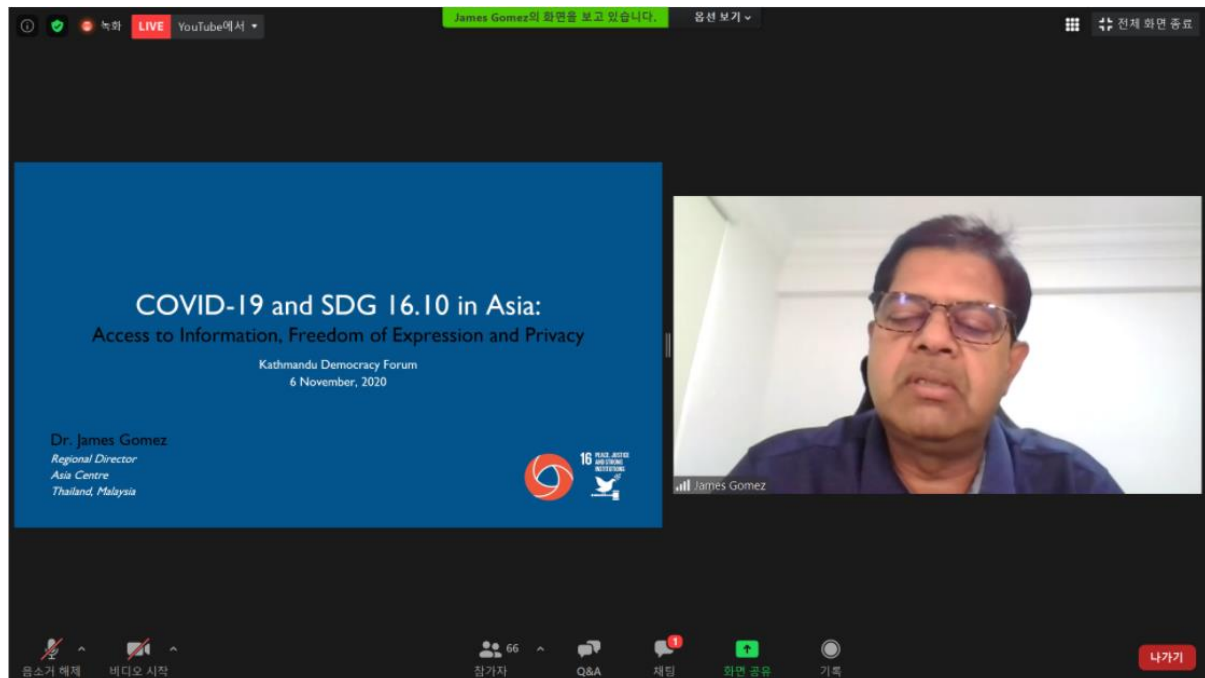 녹화
LIVE YouTube에서
James Gomez의 화면을 보고 있습니다.
옵션 보기
전체 화면 종료
COVID-19 and SDG 16.10 in Asia:
Access to Information, Freedom of Expression and Privacy
Kathmandu Democracy Forum
6 November, 2020
Dr. James Gomez
Regional Director
Asia Centre
Thailand, Malaysia
16 PEACE, JUSTICE
AND STRONG
INSTITUTIONS
James Gomez
음소거 해제
비디오 시작
66
참가자
Q&A
1
채팅
화면 공유
기록
나가기